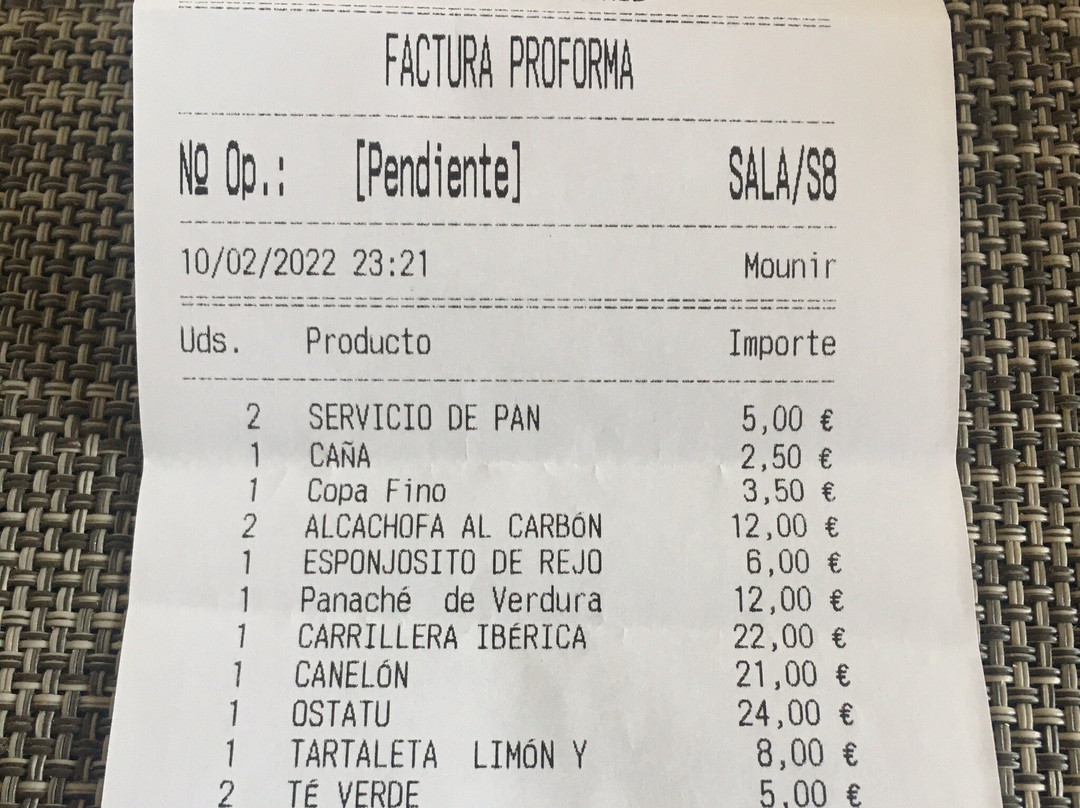 FACTURA PROFORMA
Nº Op.: [Pendiente] SALA/S8
10/02/2022 23:21 Mounir
Uds. Producto Importe
2 SERVICIO DE PAN 5,00 €
1 CAÑA 2,50 €
1 Copa Fino 3,50 €
2 ALCACHOFA AL CARBÓN 12,00 €
1 ESPONJOSITO DE REJO 6,00 €
1 Panaché de Verdura 12,00 €
1 CARRILLERA IBÉRICA 22,00 €
1 CANELÓN 21,00 €
1 OSTATU 24,00 €
1 TARTALETA LIMÓN Y 8,00 €
2 TÉ VERDE 5,00 €